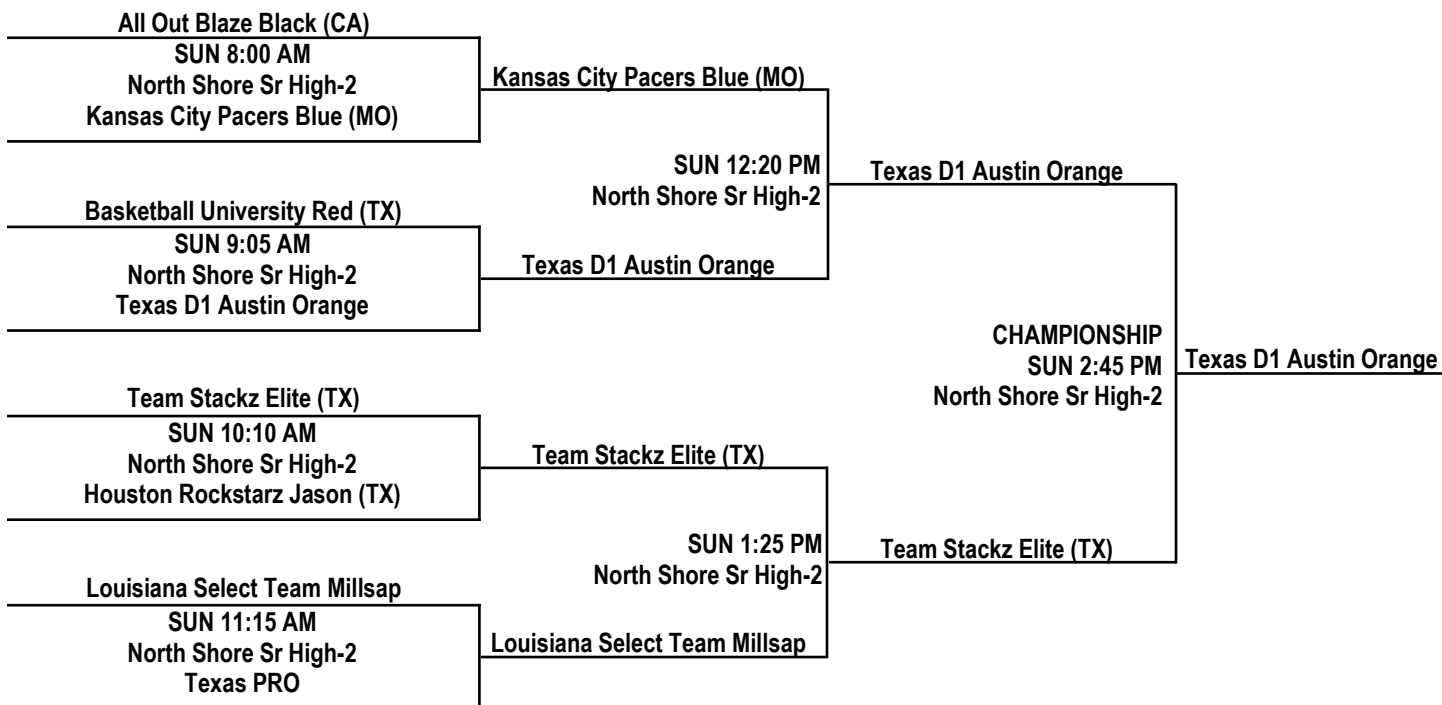 All Out Blaze Black (CA)
SUN 8:00 AM
North Shore Sr High-2
Kansas City Pacers Blue (MO)
Basketball University Red (TX)
SUN 9:05 AM
North Shore Sr High-2
Texas D1 Austin Orange
Team Stackz Elite (TX)
SUN 10:10 AM
North Shore Sr High-2
Houston Rockstarz Jason (TX)
Louisiana Select Team Millsap
SUN 11:15 AM
North Shore Sr High-2
Texas PRO
Kansas City Pacers Blue (MO)
SUN 12:20 PM
North Shore Sr High-2
Texas D1 Austin Orange
Team Stackz Elite (TX)
SUN 1:25 PM
North Shore Sr High-2
Louisiana Select Team Millsap
Texas D1 Austin Orange
CHAMPIONSHIP
SUN 2:45 PM
North Shore Sr High-2
Team Stackz Elite (TX)
Texas D1 Austin Orange